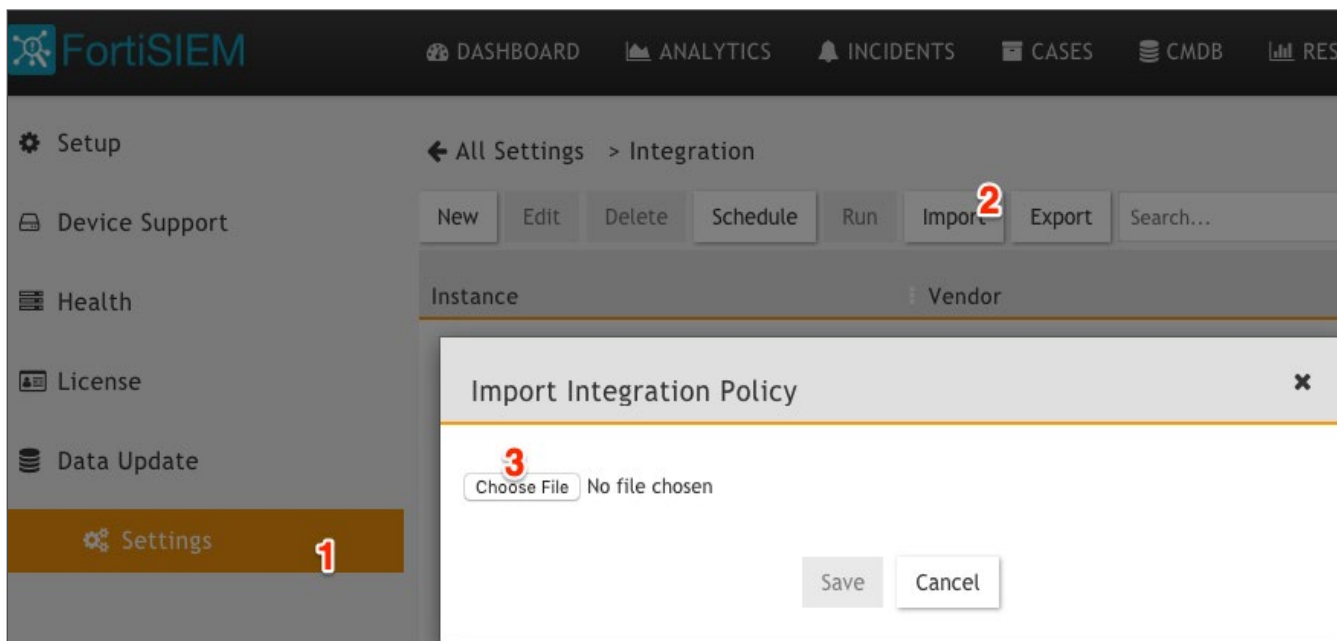 FortiSIEM
DASHBOARD ANALYTICS INCIDENTS CASES CMDB RES
Setup
Device Support
Health
License
Data Update
Settings 1
All Settings > Integration
New Edit Delete Schedule Run Import 2 Export Search...
Instance Vendor
Import Integration Policy
3
Choose File No file chosen
Save Cancel